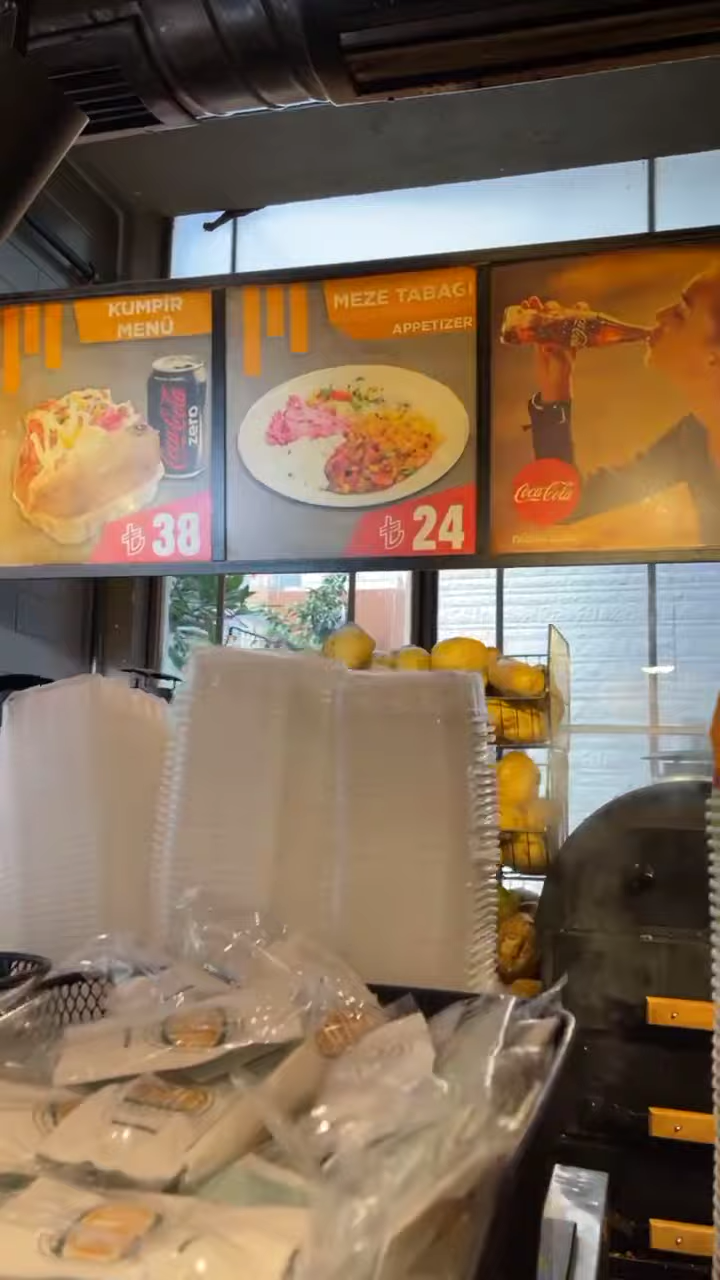 KUMPİR
MENÜ
Coca-Cola
zero
₺ 38
MEZE TABAĞI
APPETIZER
₺ 24
Coca-Cola